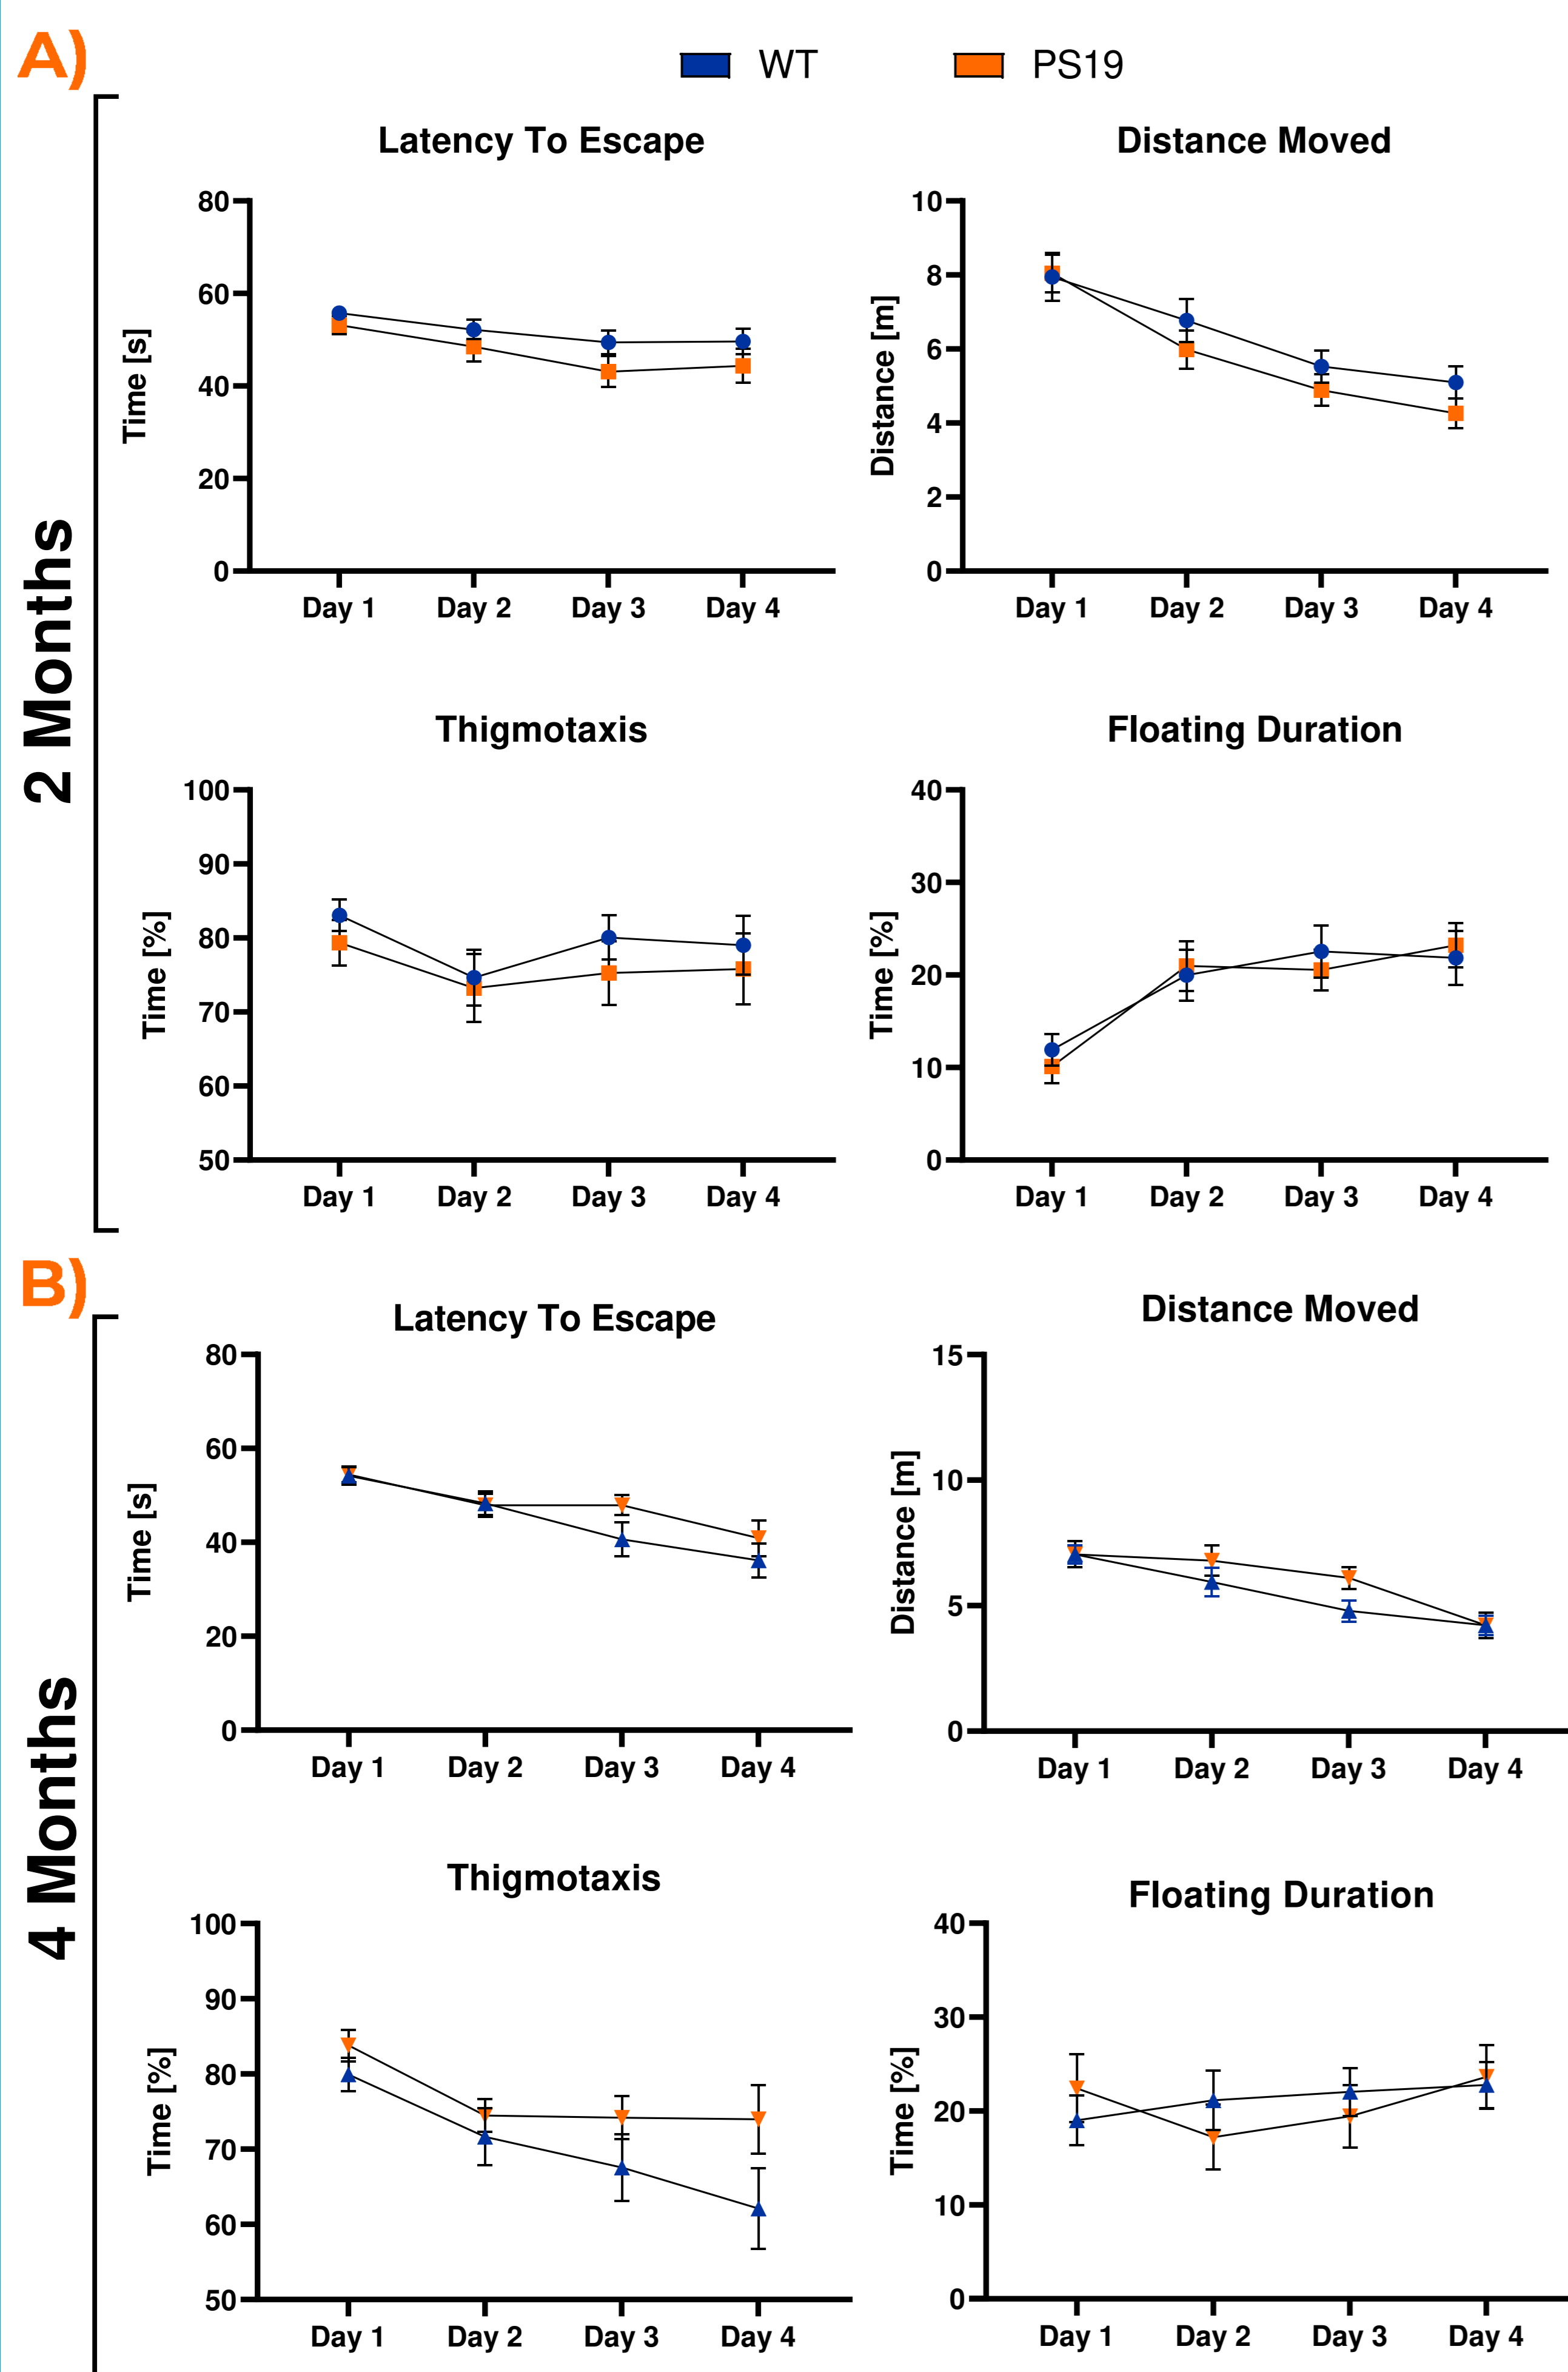 A)
WT PS19
2 Months
Latency To Escape
Time [s]
80
60
40
20
0
Day 1 Day 2 Day 3 Day 4
Distance Moved
Distance [m]
10
8
6
4
2
0
Day 1 Day 2 Day 3 Day 4
Thigmotaxis
Time [%]
100
90
80
70
60
50
Day 1 Day 2 Day 3 Day 4
Floating Duration
Time [%]
40
30
20
10
0
Day 1 Day 2 Day 3 Day 4
B)
4 Months
Latency To Escape
Time [s]
80
60
40
20
0
Day 1 Day 2 Day 3 Day 4
Distance Moved
Distance [m]
15
10
5
0
Day 1 Day 2 Day 3 Day 4
Thigmotaxis
Time [%]
100
90
80
70
60
50
Day 1 Day 2 Day 3 Day 4
Floating Duration
Time [%]
40
30
20
10
0
Day 1 Day 2 Day 3 Day 4